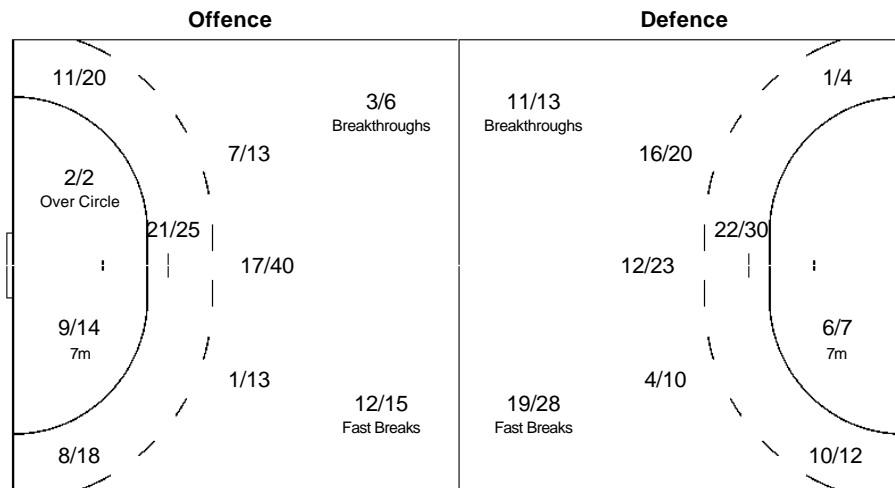 Offence
Defence
11/20
1/4
3/6
Breakthroughs
11/13
Breakthroughs
7/13
16/20
2/2
Over Circle
21/25
22/30
17/40
12/23
9/14
7m
6/7
7m
1/13
4/10
12/15
Fast Breaks
19/28
Fast Breaks
8/18
10/12